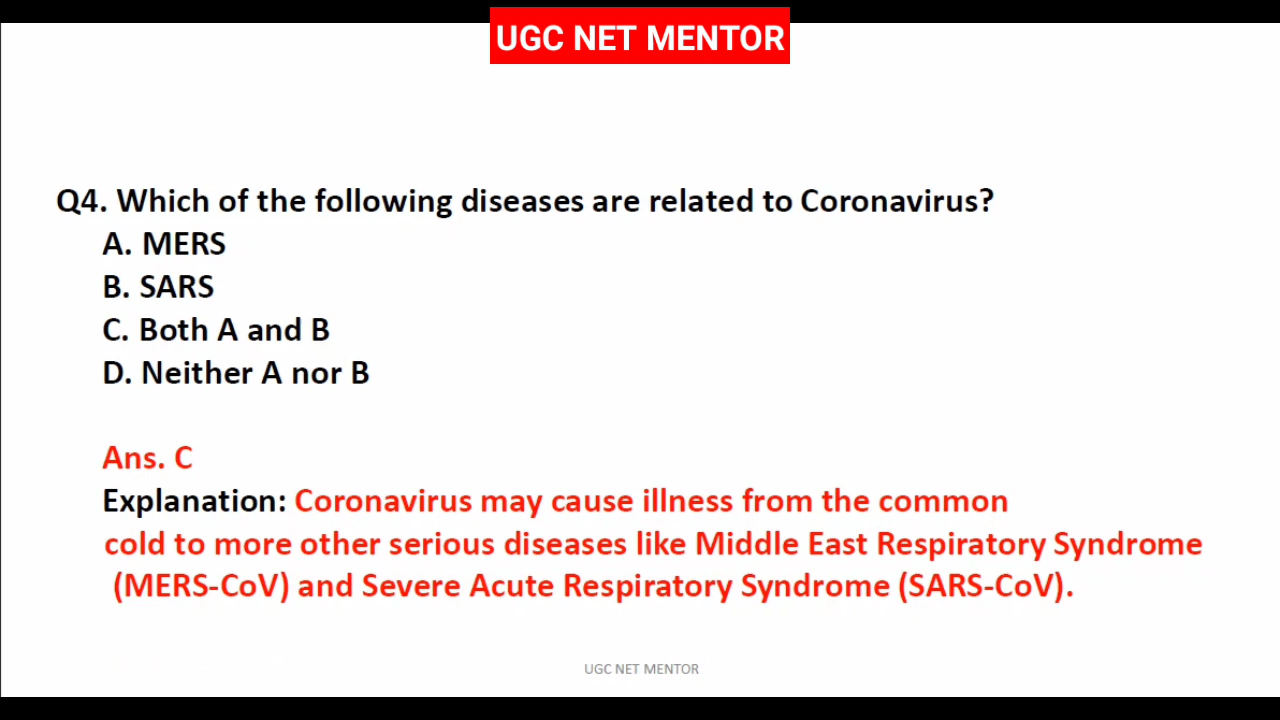 UGC NET MENTOR
Q4. Which of the following diseases are related to Coronavirus?
A. MERS
B. SARS
C. Both A and B
D. Neither A nor B
Ans. C
Explanation: Coronavirus may cause illness from the common
cold to more other serious diseases like Middle East Respiratory Syndrome
(MERS-CoV) and Severe Acute Respiratory Syndrome (SARS-CoV).
UGC NET MENTOR